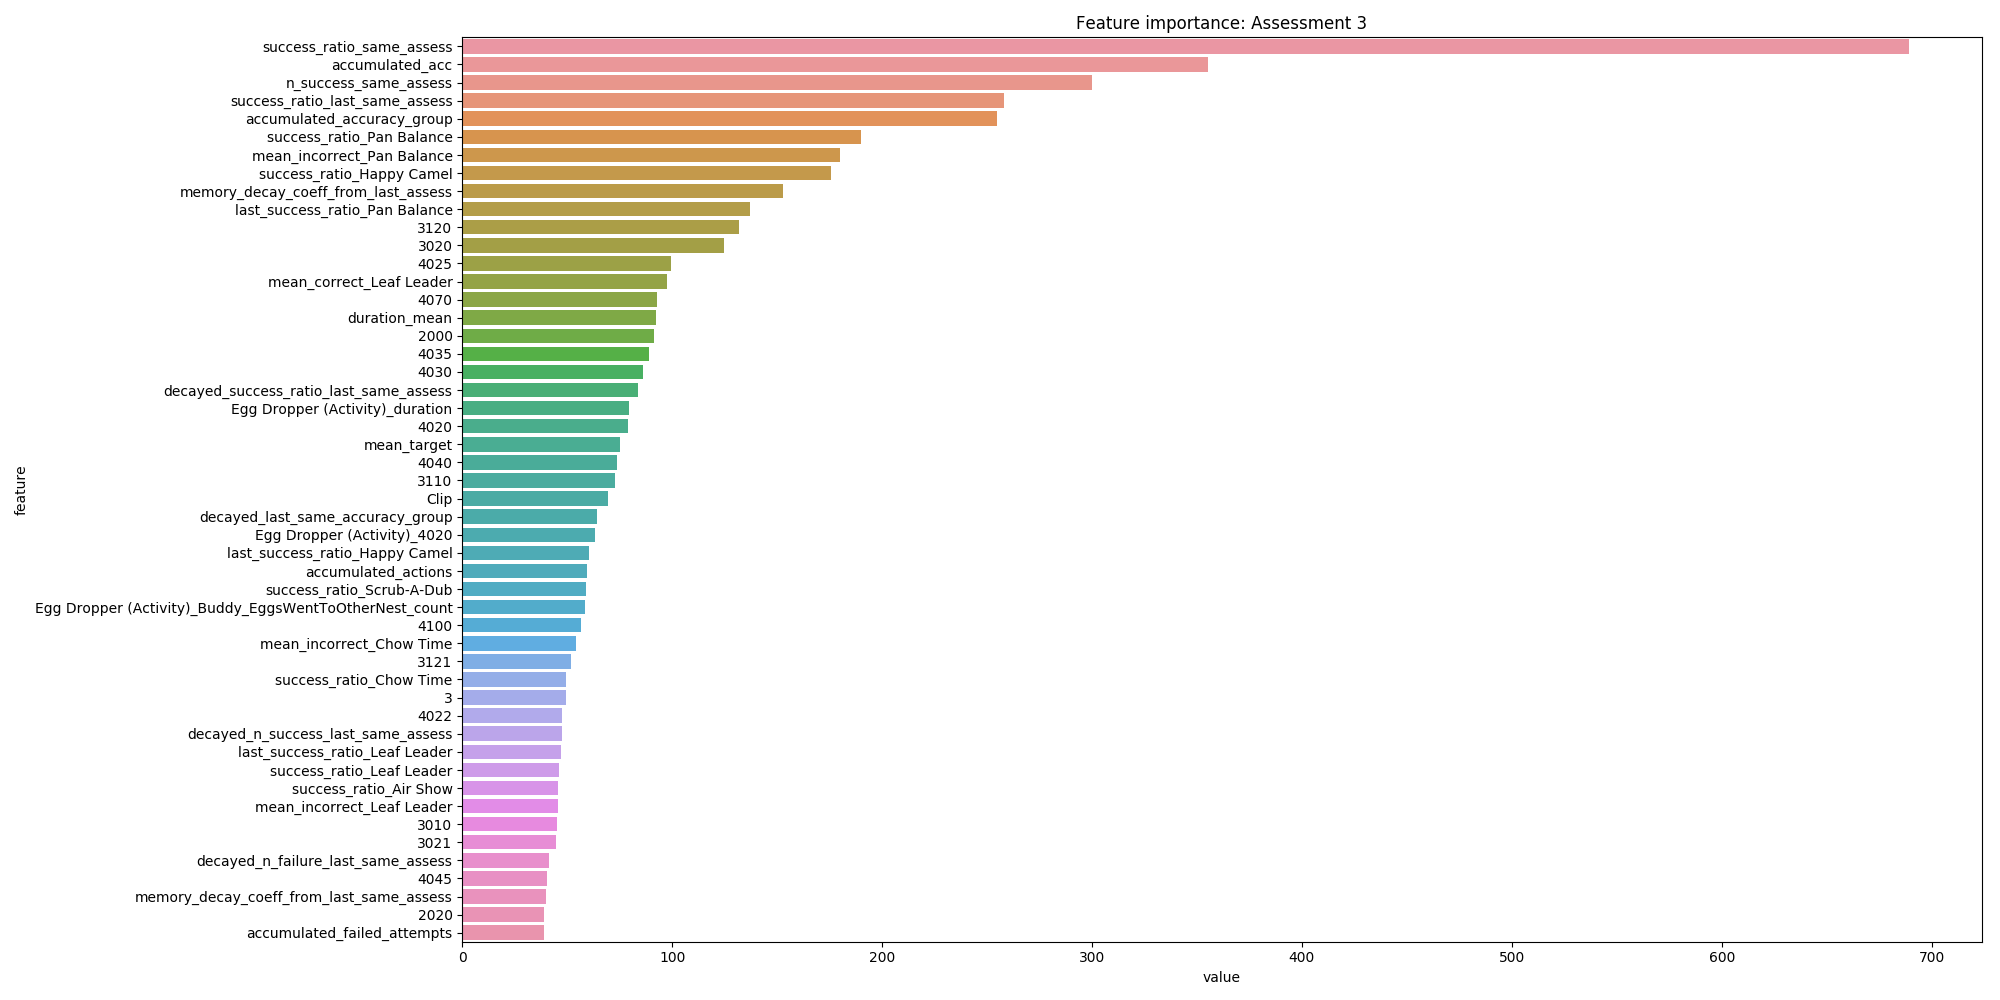 Feature importance: Assessment 3
success_ratio_same_assess
accumulated_acc
n_success_same_assess
success_ratio_last_same_assess
accumulated_accuracy_group
success_ratio_Pan Balance
mean_incorrect_Pan Balance
success_ratio_Happy Camel
memory_decay_coeff_from_last_assess
last_success_ratio_Pan Balance
3120
3020
4025
mean_correct_Leaf Leader
4070
duration_mean
2000
4035
4030
decayed_success_ratio_last_same_assess
Egg Dropper (Activity)_duration
4020
mean_target
4040
3110
Clip
decayed_last_same_accuracy_group
Egg Dropper (Activity)_4020
last_success_ratio_Happy Camel
accumulated_actions
success_ratio_Scrub-A-Dub
Egg Dropper (Activity)_Buddy_EggsWentToOtherNest_count
4100
mean_incorrect_Chow Time
3121
success_ratio_Chow Time
3
4022
decayed_n_success_last_same_assess
last_success_ratio_Leaf Leader
success_ratio_Leaf Leader
success_ratio_Air Show
mean_incorrect_Leaf Leader
3010
3021
decayed_n_failure_last_same_assess
4045
memory_decay_coeff_from_last_same_assess
2020
accumulated_failed_attempts
feature
0 100 200 300 400 500 600 700
value